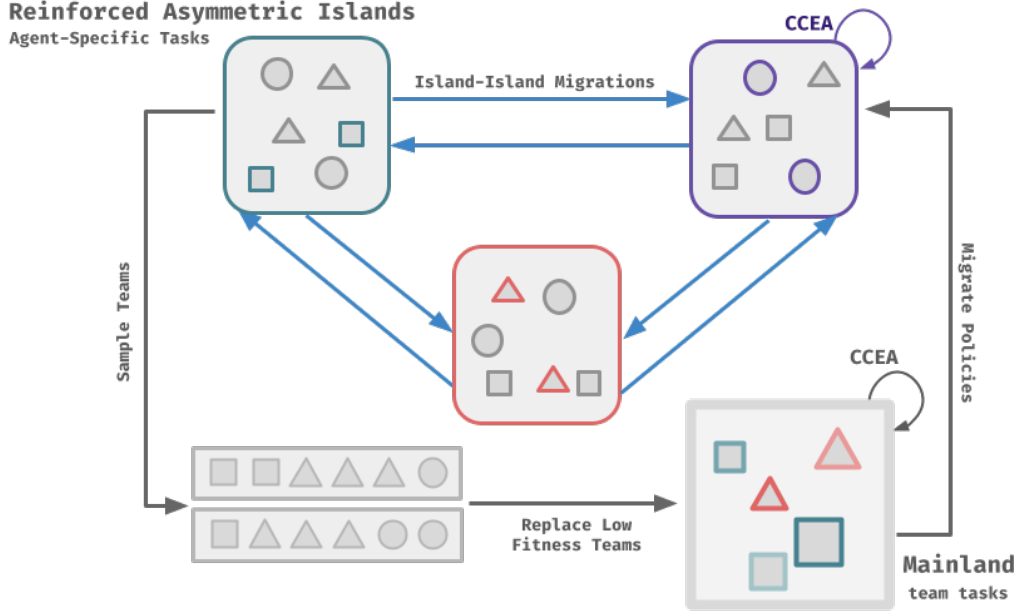 Reinforced Asymmetric Islands
Agent-Specific Tasks
CCEA
Island-Island Migrations
Sample Teams
Migrate Policies
CCEA
Replace Low
Fitness Teams
Mainland
team tasks